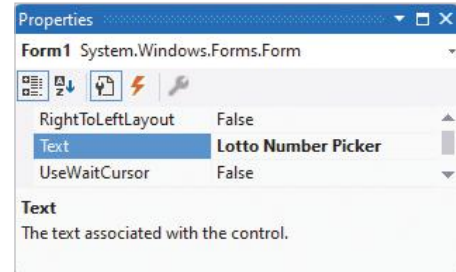 Properties
Form1 System.Windows.Forms.Form
RightToLeftLayout False
Text Lotto Number Picker
UseWaitCursor False
Text
The text associated with the control.